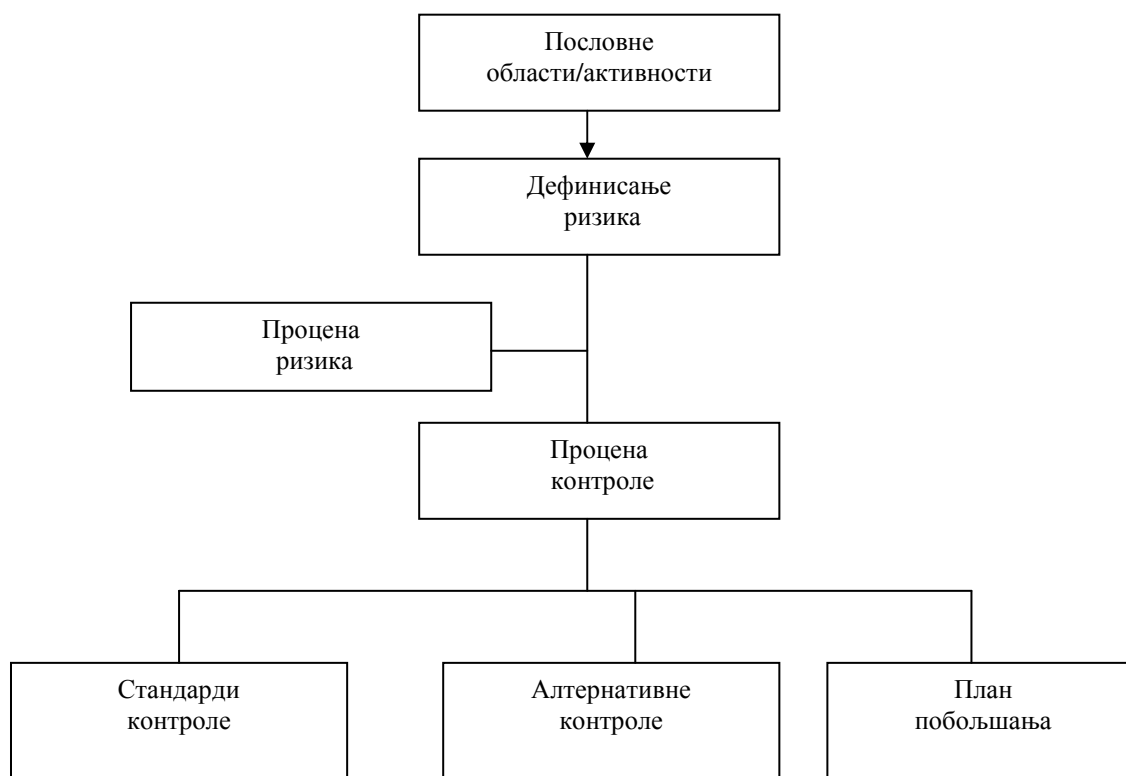 Пословне
области/активности
Дефинисање
ризика
Процена
ризика
Процена
контроле
Стандарди
контроле
Алтернативне
контроле
План
побољшања